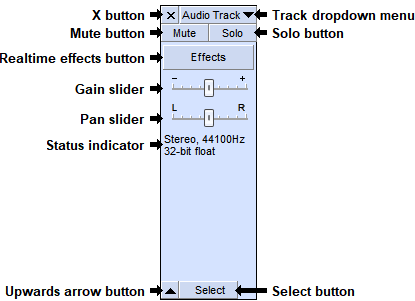 X button × Audio Track ▼ Track dropdown menu
Mute button Mute Solo Solo button
Realtime effects button Effects
- +
Gain slider
L R
Pan slider
Status indicator Stereo, 44100Hz
32-bit float
Upwards arrow button ▲ Select Select button